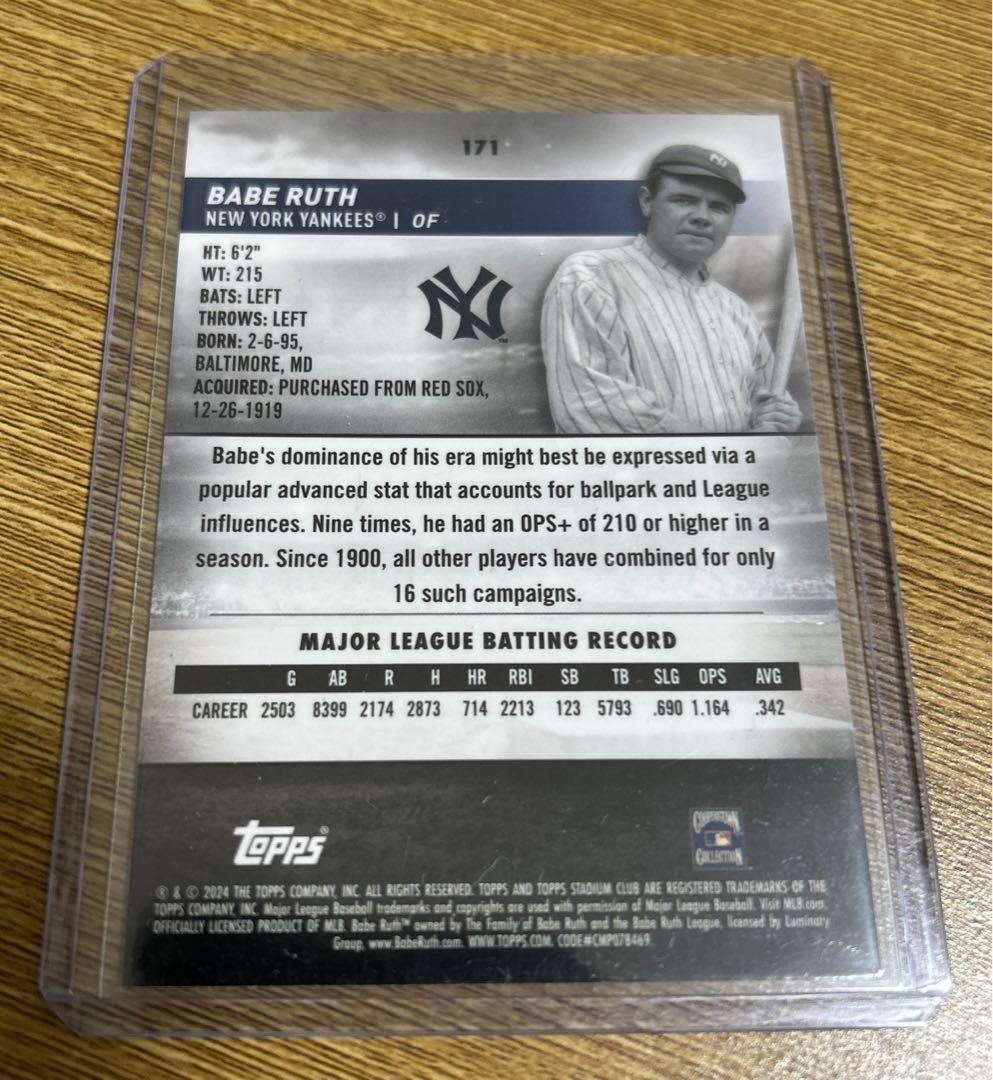 171
BABE RUTH
NEW YORK YANKEES® | OF
HT: 6'2"
WT: 215
BATS: LEFT
THROWS: LEFT
BORN: 2-6-95,
BALTIMORE, MD
ACQUIRED: PURCHASED FROM RED SOX,
12-26-1919
NY
NY™
Babe's dominance of his era might best be expressed via a
popular advanced stat that accounts for ballpark and League
influences. Nine times, he had an OPS+ of 210 or higher in a
season. Since 1900, all other players have combined for only
16 such campaigns.
MAJOR LEAGUE BATTING RECORD
G AB R H HR RBI SB TB SLG OPS AVG
CAREER 2503 8399 2174 2873 714 2213 123 5793 .690 1.164 .342
topps®
COOPERSTOWN
COLLECTION
® & © 2024 THE TOPPS COMPANY, INC. ALL RIGHTS RESERVED. TOPPS AND TOPPS STADIUM CLUB ARE REGISTERED TRADEMARKS OF THE
TOPPS COMPANY, INC. Major League Baseball trademarks and copyrights are used with permission of Major League Baseball. Visit MLB.com.
OFFICIALLY LICENSED PRODUCT OF MLB. Babe Ruth™ owned by The Family of Babe Ruth and the Babe Ruth League, licensed by Luminary
Group, www.BabeRuth.com. WWW.TOPPS.COM. CODE#CMP078469